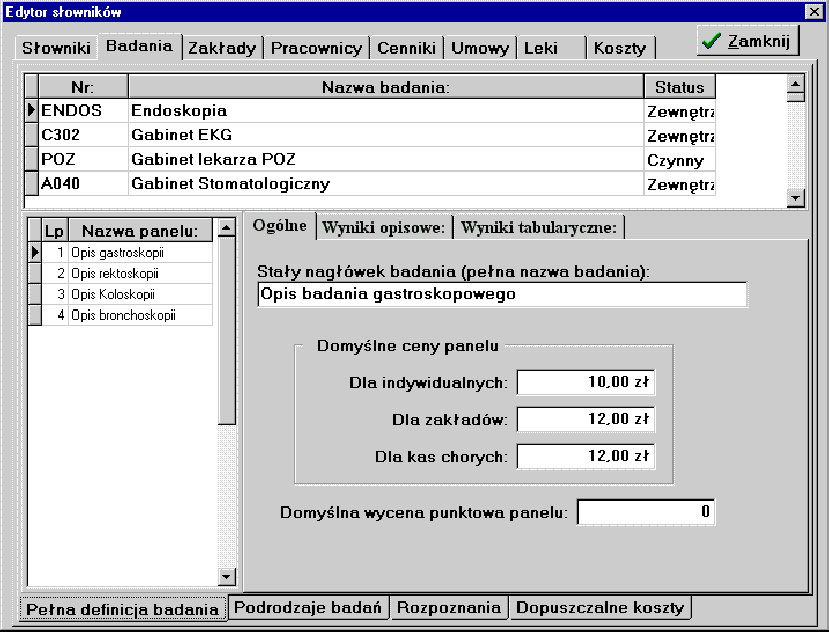 Edytor słowników
Słowniki Badania Zakłady Pracownicy Cenniki Umowy Leki Koszty Zamknij
Nr: Nazwa badania: Status
ENDOS Endoskopia Zewnętrz
C302 Gabinet EKG Zewnętrz
POZ Gabinet lekarza POZ Czynny
A040 Gabinet Stomatologiczny Zewnętrz
Lp Nazwa panelu:
1 Opis gastroskopii
2 Opis rektoskopii
3 Opis Koloskopii
4 Opis bronchoskopii
Ogólne Wyniki opisowe: Wyniki tabularyczne:
Stały nagłówek badania (pełna nazwa badania):
Opis badania gastroskopowego
Domyślne ceny panelu
Dla indywidualnych: 10,00 zł
Dla zakładów: 12,00 zł
Dla kas chorych: 12,00 zł
Domyślna wycena punktowa panelu: 0
Pełna definicja badania Podrodzaje badań Rozpoznania Dopuszczalne koszty